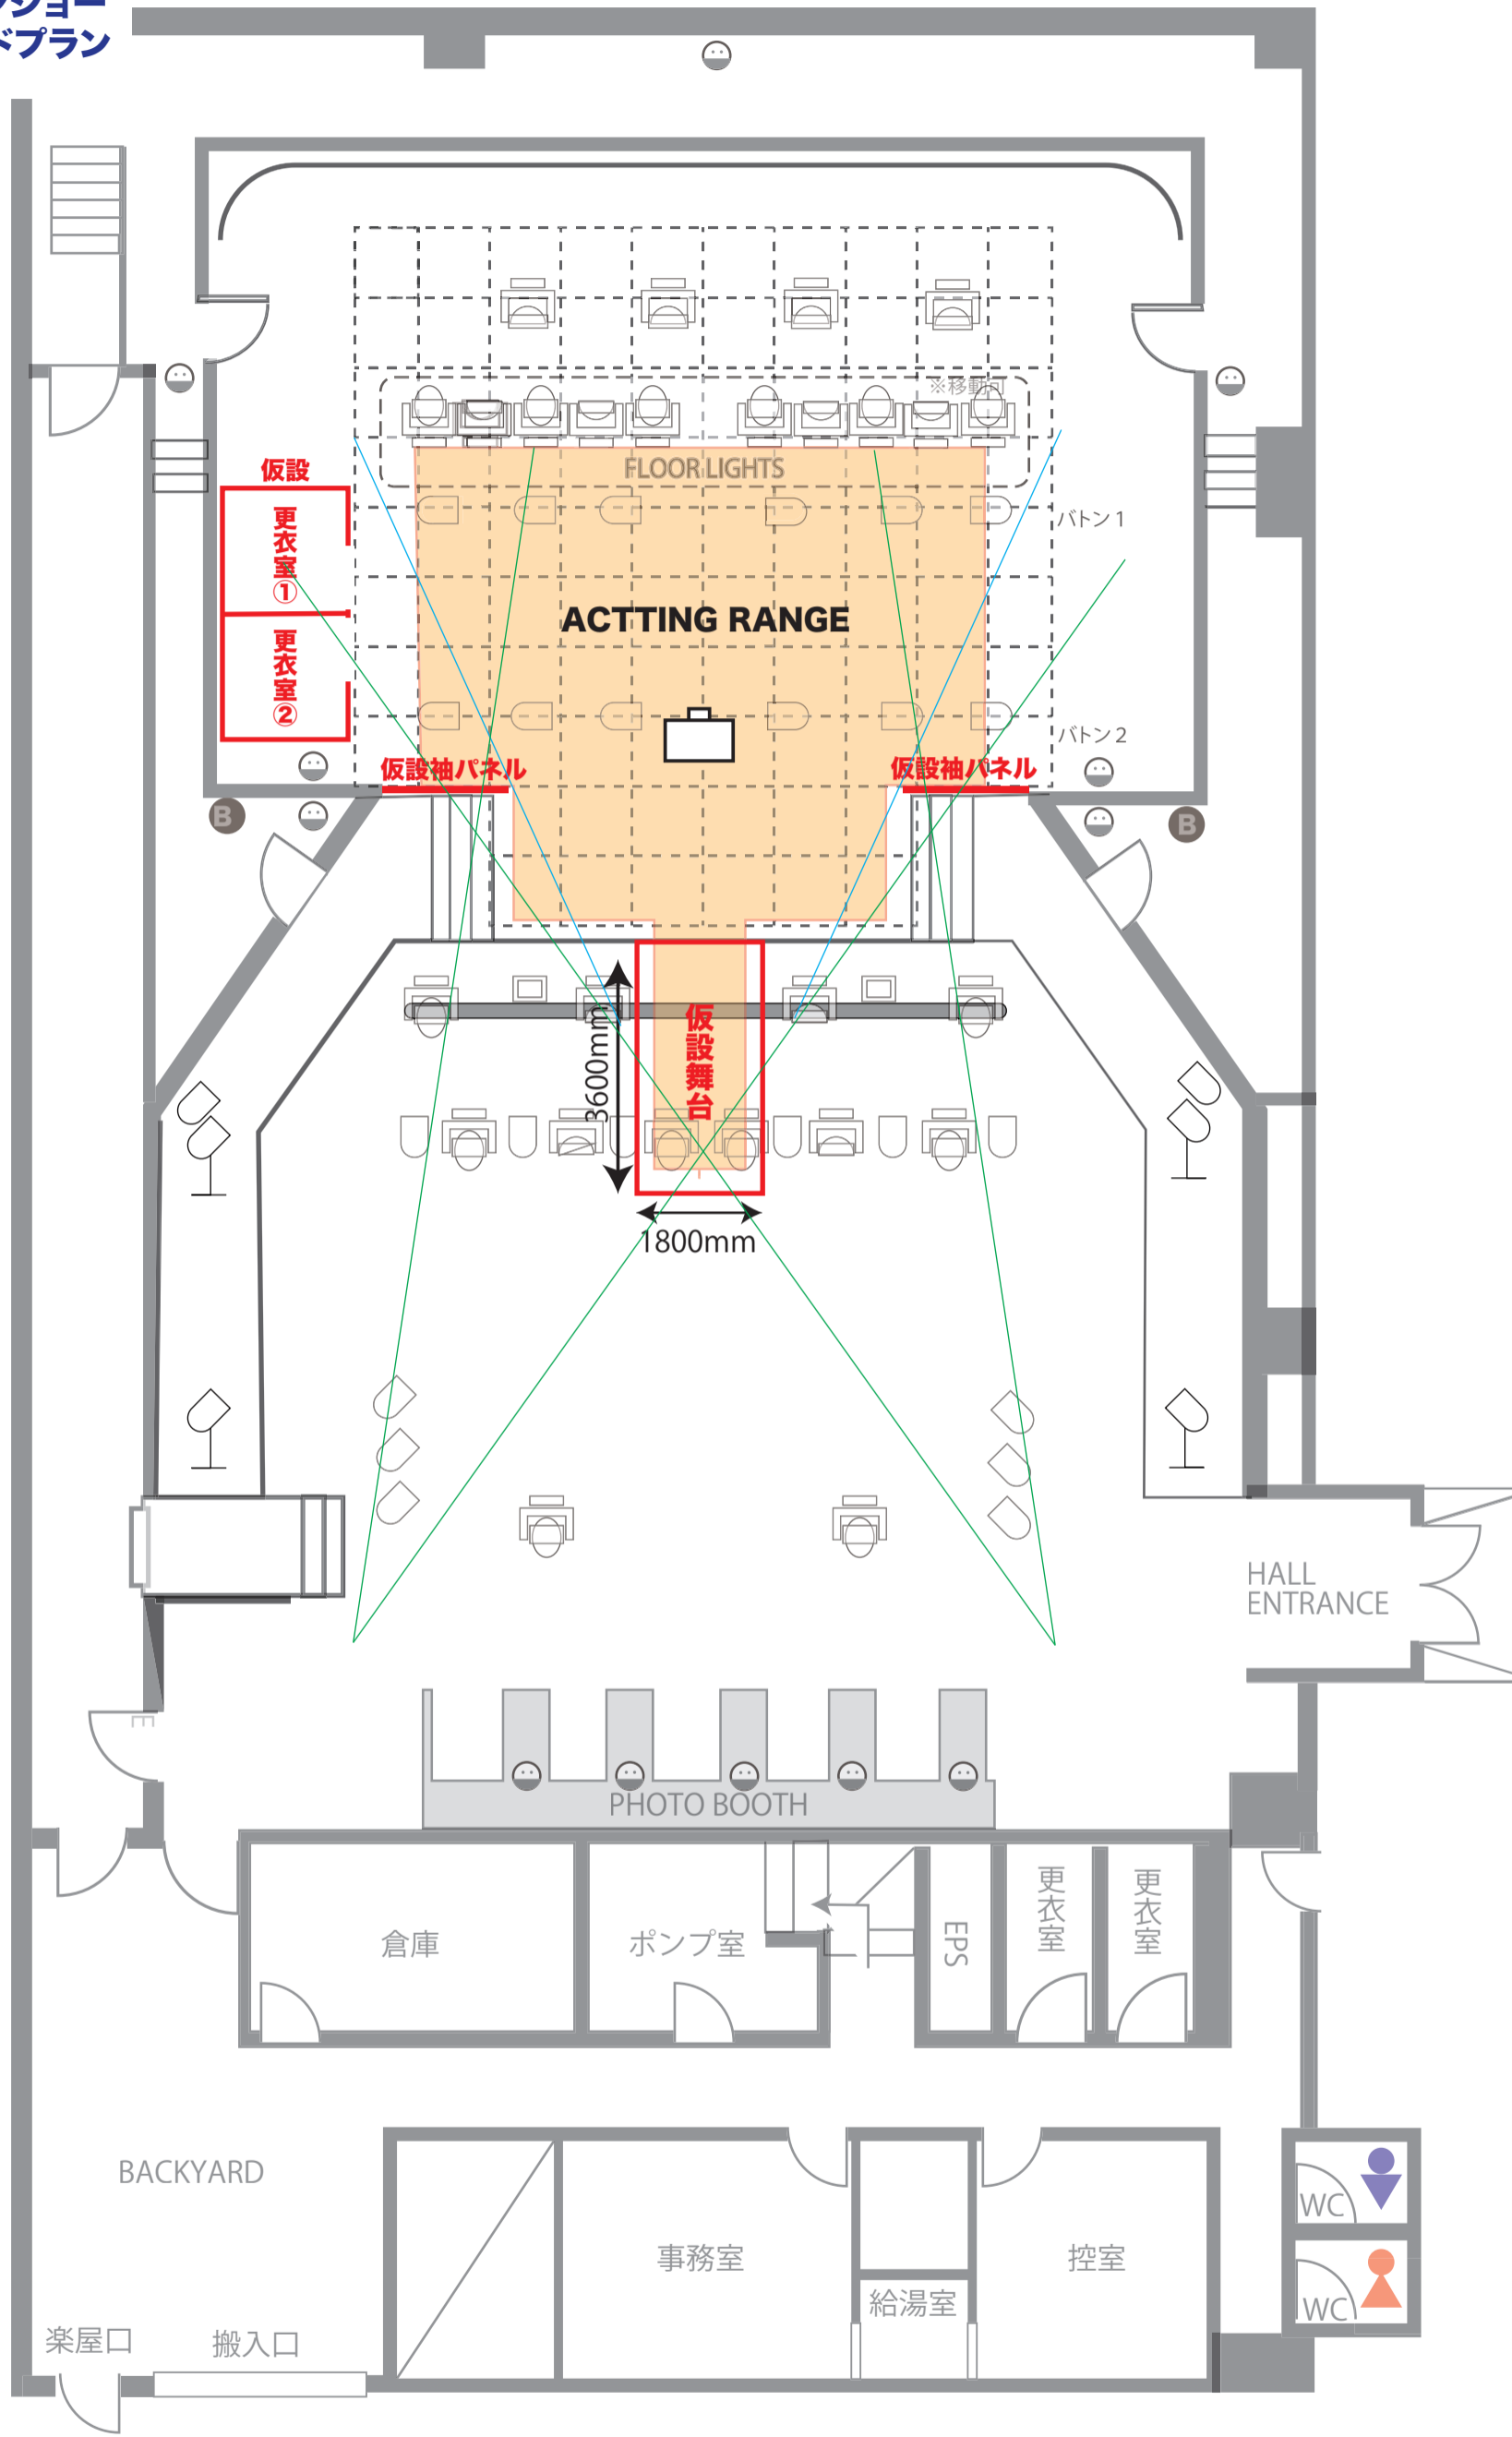 ショー
ドプラン
※移動可
FLOOR LIGHTS
仮設
更衣室①
更衣室②
バトン 1
ACTTING RANGE
バトン 2
仮設袖パネル
仮設袖パネル
B
B
仮設舞台
3600mm
1800mm
HALL
ENTRANCE
E
PHOTO BOOTH
倉庫
ポンプ室
EPS
更衣室
更衣室
BACKYARD
事務室
給湯室
控室
WC
WC
楽屋口
搬入口